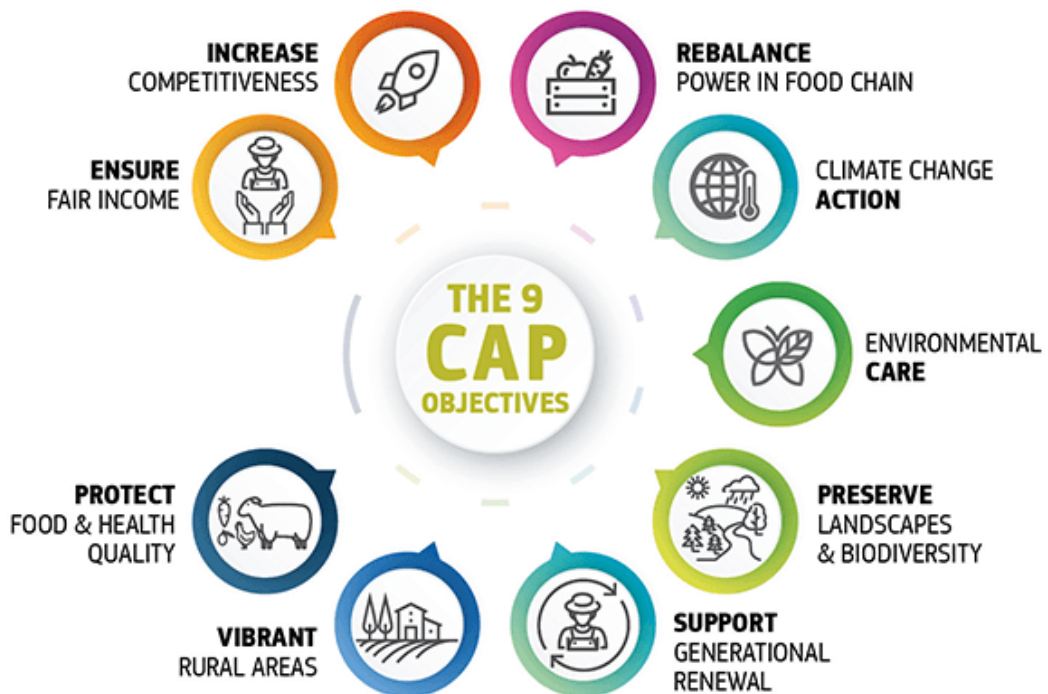 THE 9
CAP
OBJECTIVES
ENSURE
FAIR INCOME
INCREASE
COMPETITIVENESS
REBALANCE
POWER IN FOOD CHAIN
CLIMATE CHANGE
ACTION
ENVIRONMENTAL
CARE
PRESERVE
LANDSCAPES
& BIODIVERSITY
SUPPORT
GENERATIONAL
RENEWAL
VIBRANT
RURAL AREAS
PROTECT
FOOD & HEALTH
QUALITY